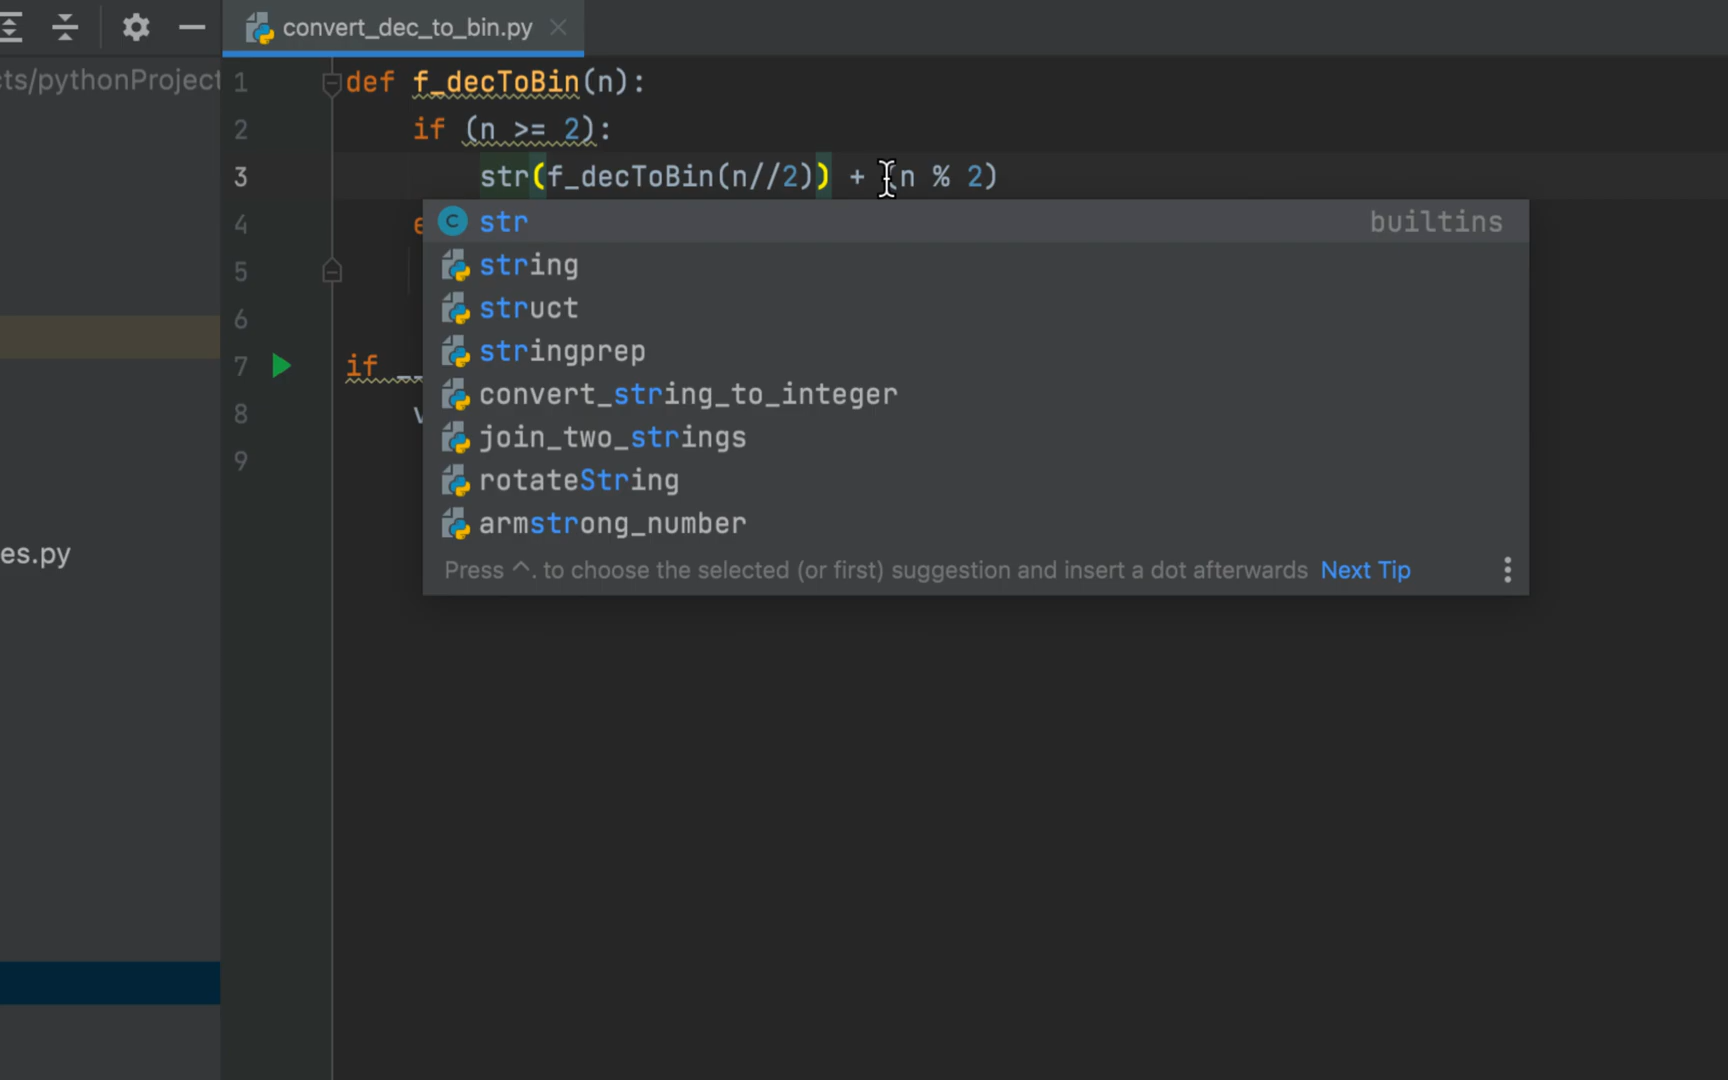 convert_dec_to_bin.py
cts/pythonProject
1 def f_decToBin(n):
2 if (n >= 2):
3 str(f_decToBin(n//2)) + (n % 2)
4 e
5
6
7 if __
8 v
9
str builtins
string
struct
stringprep
convert_string_to_integer
join_two_strings
rotateString
armstrong_number
Press ^. to choose the selected (or first) suggestion and insert a dot afterwards Next Tip
es.py